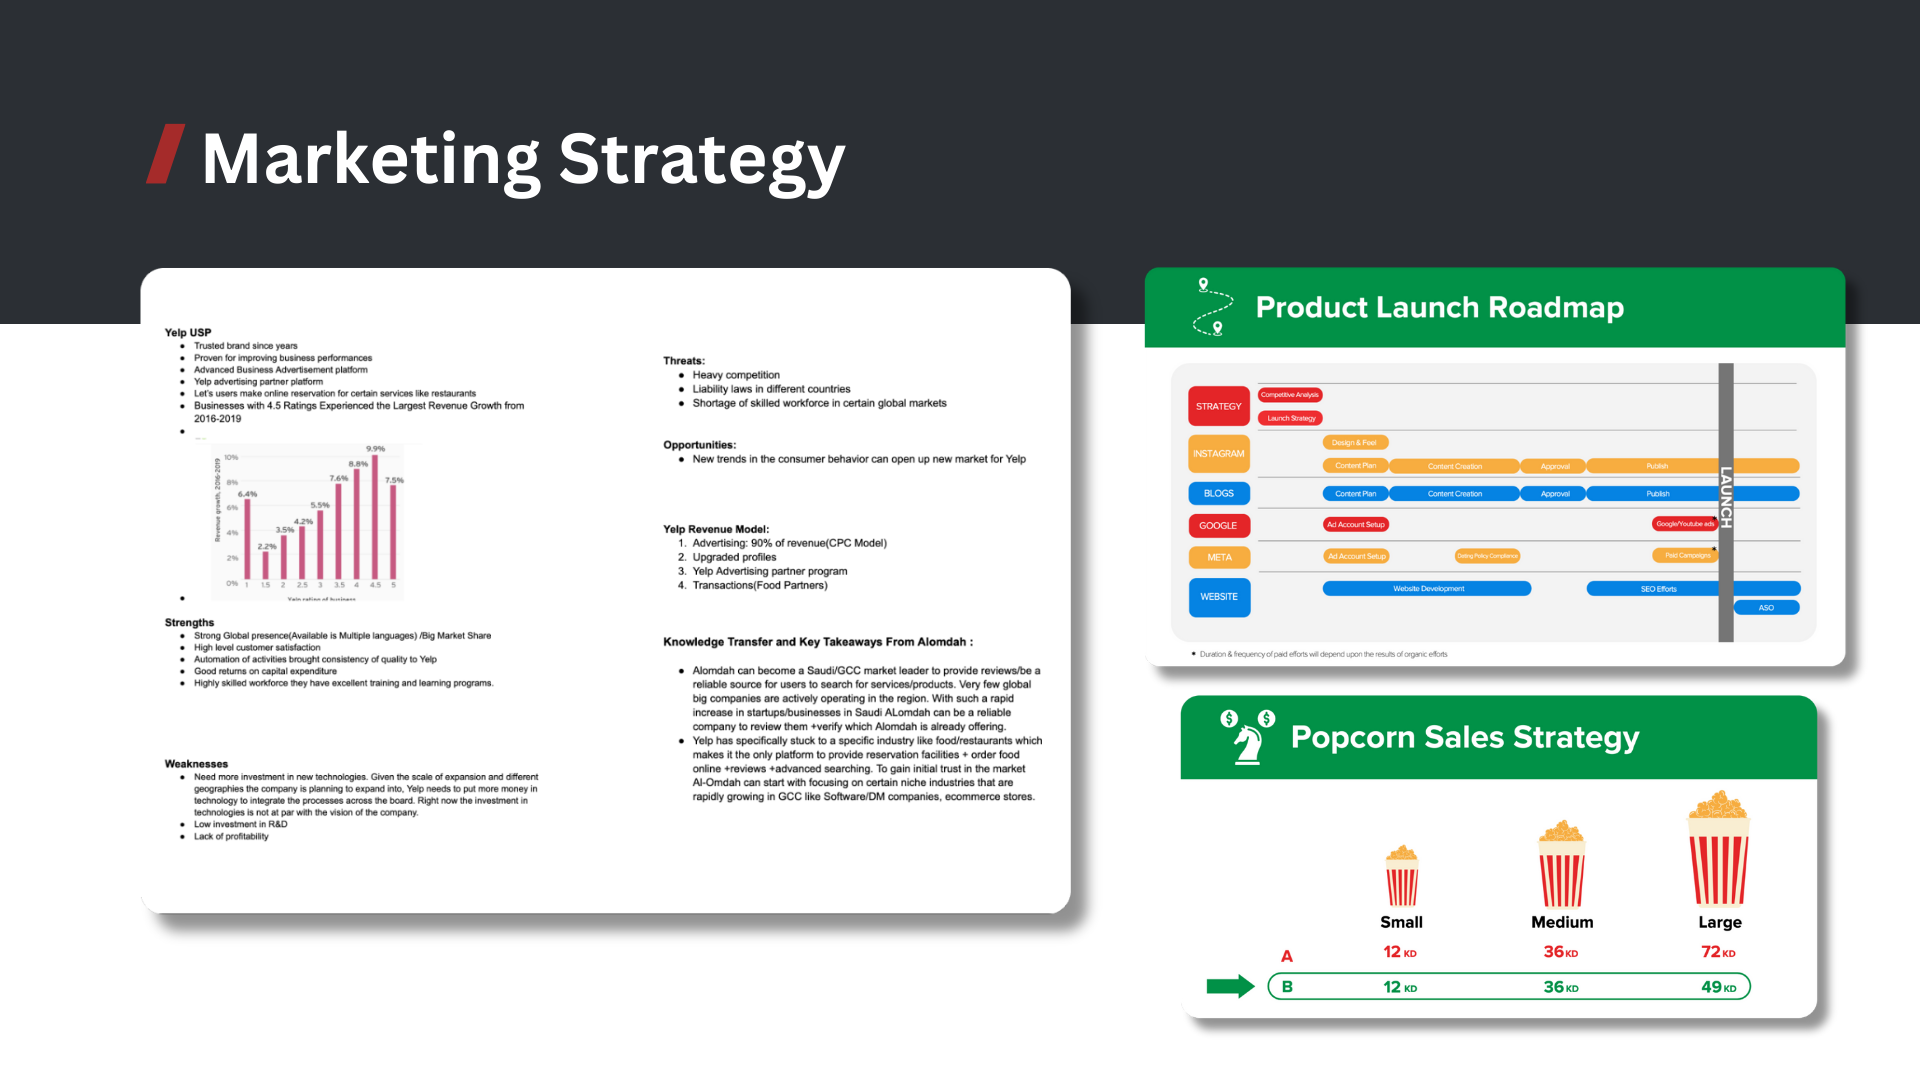 Marketing Strategy
Yelp USP
• Trusted brand since years
• Proven for improving business performances
• Advanced Business Advertisement platform
• Yelp advertising partner platform
• Let's users make online reservation for certain services like restaurants
• Businesses with 4.5 Ratings Experienced the Largest Revenue Growth from
2016-2019
Revenue growth, 2016-2019
10%
8%
6%
4%
2%
0%
6.4%
2.2%
3.5%
4.2%
5.5%
7.6%
8.8%
9.9%
7.5%
1 1.5 2 2.5 3 3.5 4 4.5 5
Yelp rating of business
Strengths
• Strong Global presence(Available is Multiple languages) /Big Market Share
• High level customer satisfaction
• Automation of activities brought consistency of quality to Yelp
• Good returns on capital expenditure
• Highly skilled workforce they have excellent training and learning programs.
Weaknesses
• Need more investment in new technologies. Given the scale of expansion and different
geographies the company is planning to expand into, Yelp needs to put more money in
technology to integrate the processes across the board. Right now the investment in
technologies is not at par with the vision of the company.
• Low investment in R&D
• Lack of profitability
Threats:
• Heavy competition
• Liability laws in different countries
• Shortage of skilled workforce in certain global markets
Opportunities:
• New trends in the consumer behavior can open up new market for Yelp
Yelp Revenue Model:
1. Advertising: 90% of revenue(CPC Model)
2. Upgraded profiles
3. Yelp Advertising partner program
4. Transactions(Food Partners)
Knowledge Transfer and Key Takeaways From Alomdah :
• Alomdah can become a Saudi/GCC market leader to provide reviews/be a
reliable source for users to search for services/products. Very few global
big companies are actively operating in the region. With such a rapid
increase in startups/businesses in Saudi ALomdah can be a reliable
company to review them +verify which Alomdah is already offering.
• Yelp has specifically stuck to a specific industry like food/restaurants which
makes it the only platform to provide reservation facilities + order food
online +reviews +advanced searching. To gain initial trust in the market
Al-Omdah can start with focusing on certain niche industries that are
rapidly growing in GCC like Software/DM companies, ecommerce stores.
Product Launch Roadmap
STRATEGY
Competitive Analysis
Launch Strategy
INSTAGRAM
Design & Feel
Content Plan Content Creation Approval Publish
BLOGS
Content Plan Content Creation Approval Publish
GOOGLE
Ad Account Setup Google/Youtube ads *
META
Ad Account Setup Dating Policy Compliance Paid Campaigns *
WEBSITE
Website Development SEO Efforts
ASO
LAUNCH
* Duration & frequency of paid efforts will depend upon the results of organic efforts
$ $
Popcorn Sales Strategy
Small Medium Large
A 12 KD 36 KD 72 KD
B 12 KD 36 KD 49 KD